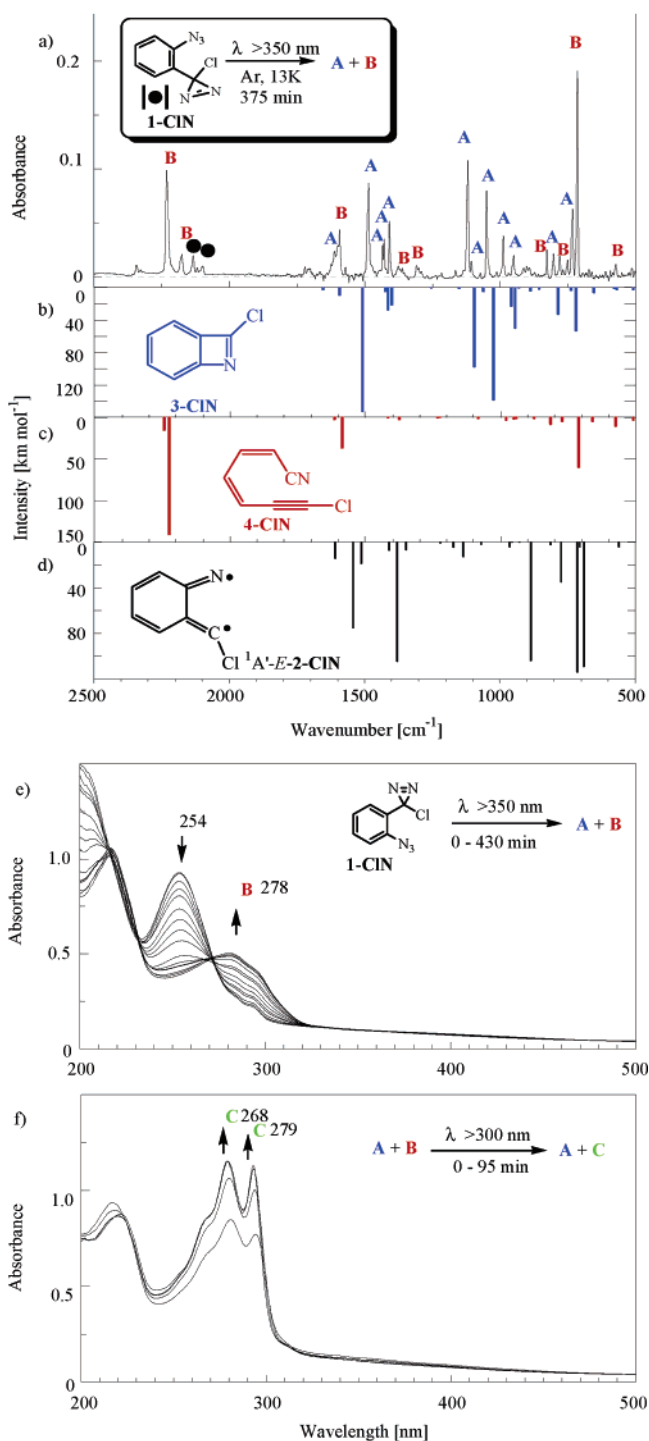 a)
N₃
Cl
N
N
1-ClN
λ >350 nm
Ar, 13K
375 min
A + B
0.2
0.1
0
Absorbance
B
B
A
B
A
A
A
A
A
A
A
A
B
B
B
A
B
A
B
B
b)
0
40
80
120
Cl
N
3-ClN
c)
0
50
100
150
CN
Cl
4-ClN
Intensity [km mol⁻¹]
d)
0
40
80
N•
C•
Cl ¹A'-E-2-ClN
2500 2000 1500 1000 500
Wavenumber [cm⁻¹]
e)
254
B 278
N=N
Cl
N₃
1-ClN
λ >350 nm
0 - 430 min
A + B
1.0
0.5
0
Absorbance
200 300 400 500
f)
C 268
C 279
A + B
λ >300 nm
0 - 95 min
A + C
1.0
0.5
0
Absorbance
200 300 400 500
Wavelength [nm]